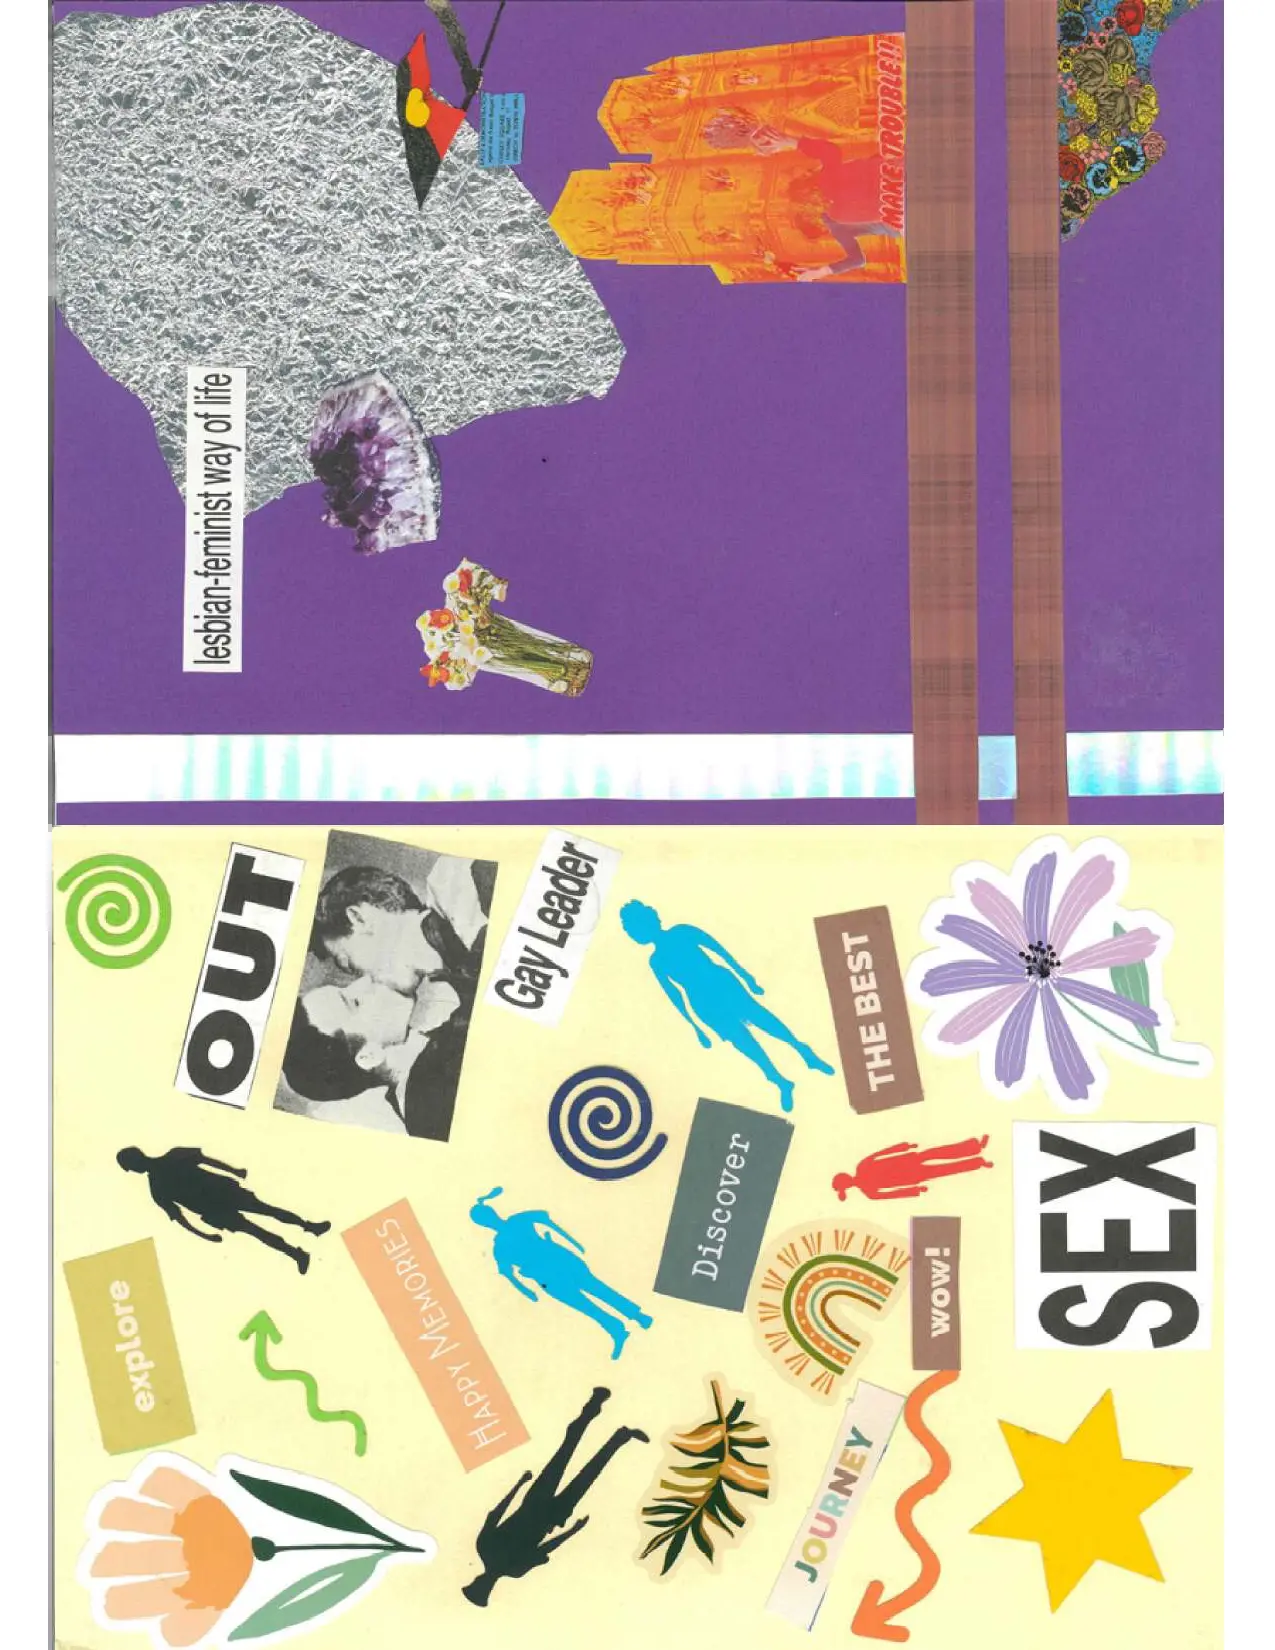 MAKE TROUBLE!!
lesbian-feminist way of life
OUT
Gay Leader
THE BEST
Discover
SEX
explore
HAPPY MEMORIES
wow!
JOURNEY